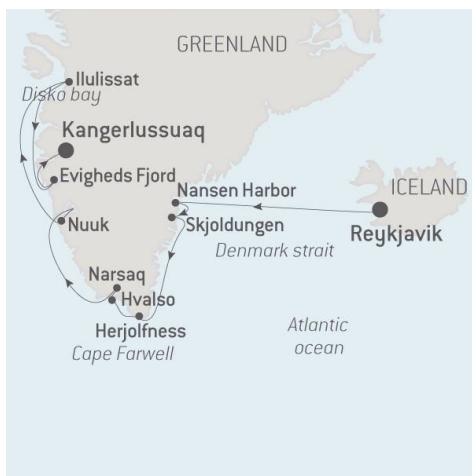 GREENLAND
Ilulissat
Disko bay
Kangerlussuaq
Evigheds Fjord
Nansen Harbor
ICELAND
Nuuk
Skjoldungen
Reykjavik
Denmark strait
Narsaq
Hvalso
Herjolfness
Atlantic
ocean
Cape Farwell